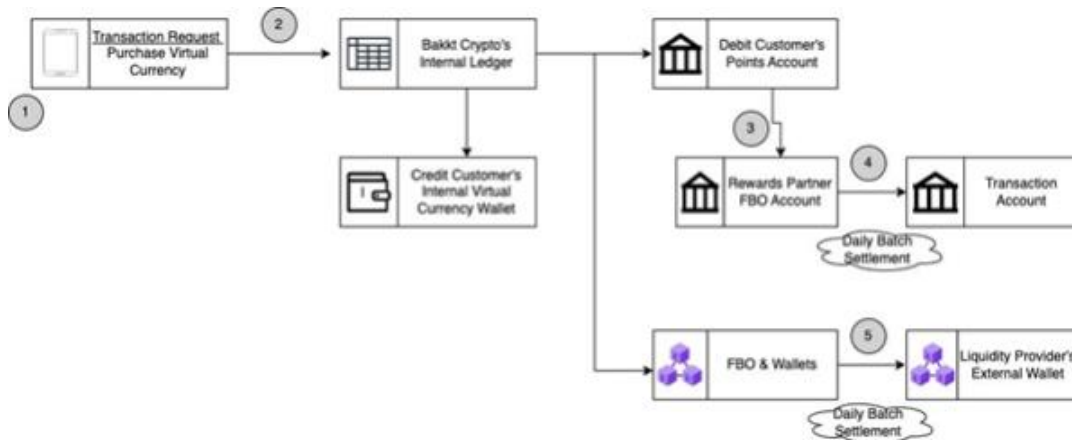 Transaction Request
Purchase Virtual
Currency
1
2
Bakkt Crypto's
Internal Ledger
Debit Customer's
Points Account
Credit Customer's
Internal Virtual
Currency Wallet
3
Rewards Partner
FBO Account
4
Transaction
Account
Daily Batch
Settlement
FBO & Wallets
5
Liquidity Provider's
External Wallet
Daily Batch
Settlement